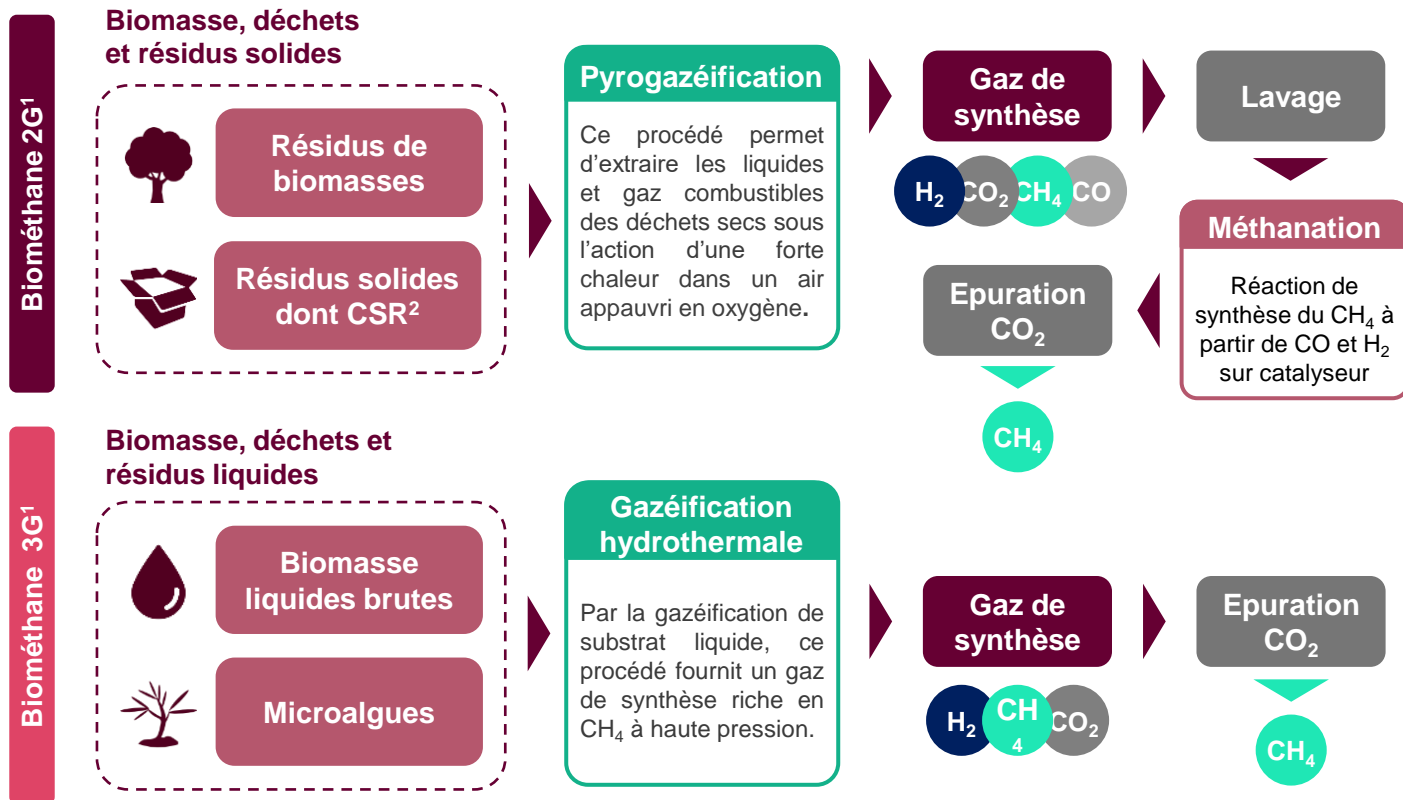 Biométhane 2G¹
Biomasse, déchets
et résidus solides
Résidus de
biomasses
Résidus solides
dont CSR²
Pyrogazéification
Ce procédé permet
d’extraire les liquides
et gaz combustibles
des déchets secs sous
l’action d’une forte
chaleur dans un air
appauvri en oxygène.
Gaz de
synthèse
H₂ CO₂ CH₄ CO
Lavage
Méthanation
Réaction de
synthèse du CH₄ à
partir de CO et H₂
sur catalyseur
Epuration
CO₂
CH₄
Biométhane 3G¹
Biomasse, déchets et
résidus liquides
Biomasse
liquides brutes
Microalgues
Gazéification
hydrothermale
Par la gazéification de
substrat liquide, ce
procédé fournit un gaz
de synthèse riche en
CH₄ à haute pression.
Gaz de
synthèse
H₂ CH
4 CO₂
Epuration
CO₂
CH₄